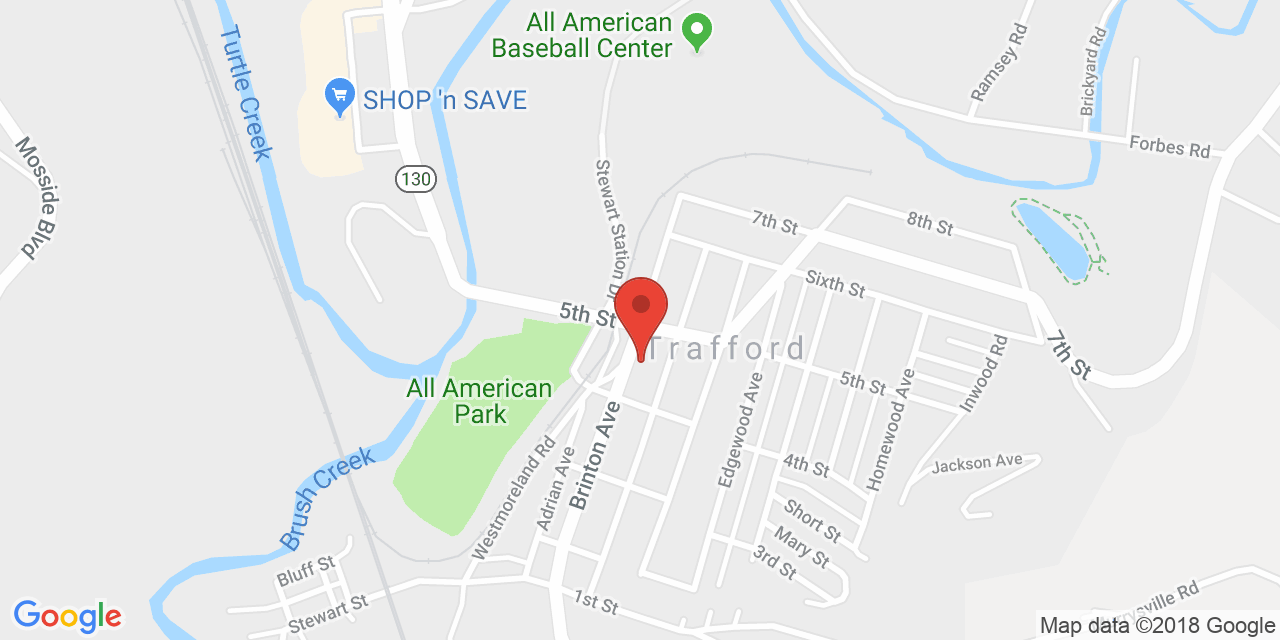 All American
Baseball Center
Turtle Creek
SHOP 'n SAVE
Ramsey Rd
Brickyard Rd
Forbes Rd
Mosside Blvd
130
Stewart Station Dr
7th St
8th St
Sixth St
5th St
Trafford
7th St
All American
Park
Edgewood Ave
5th St
Inwood Rd
Homewood Ave
Brinton Ave
Westmoreland Rd
Adrian Ave
4th St
Jackson Ave
Brush Creek
Short St
Mary St
3rd St
Bluff St
Stewart St
1st St
Google
Map data ©2018 Google